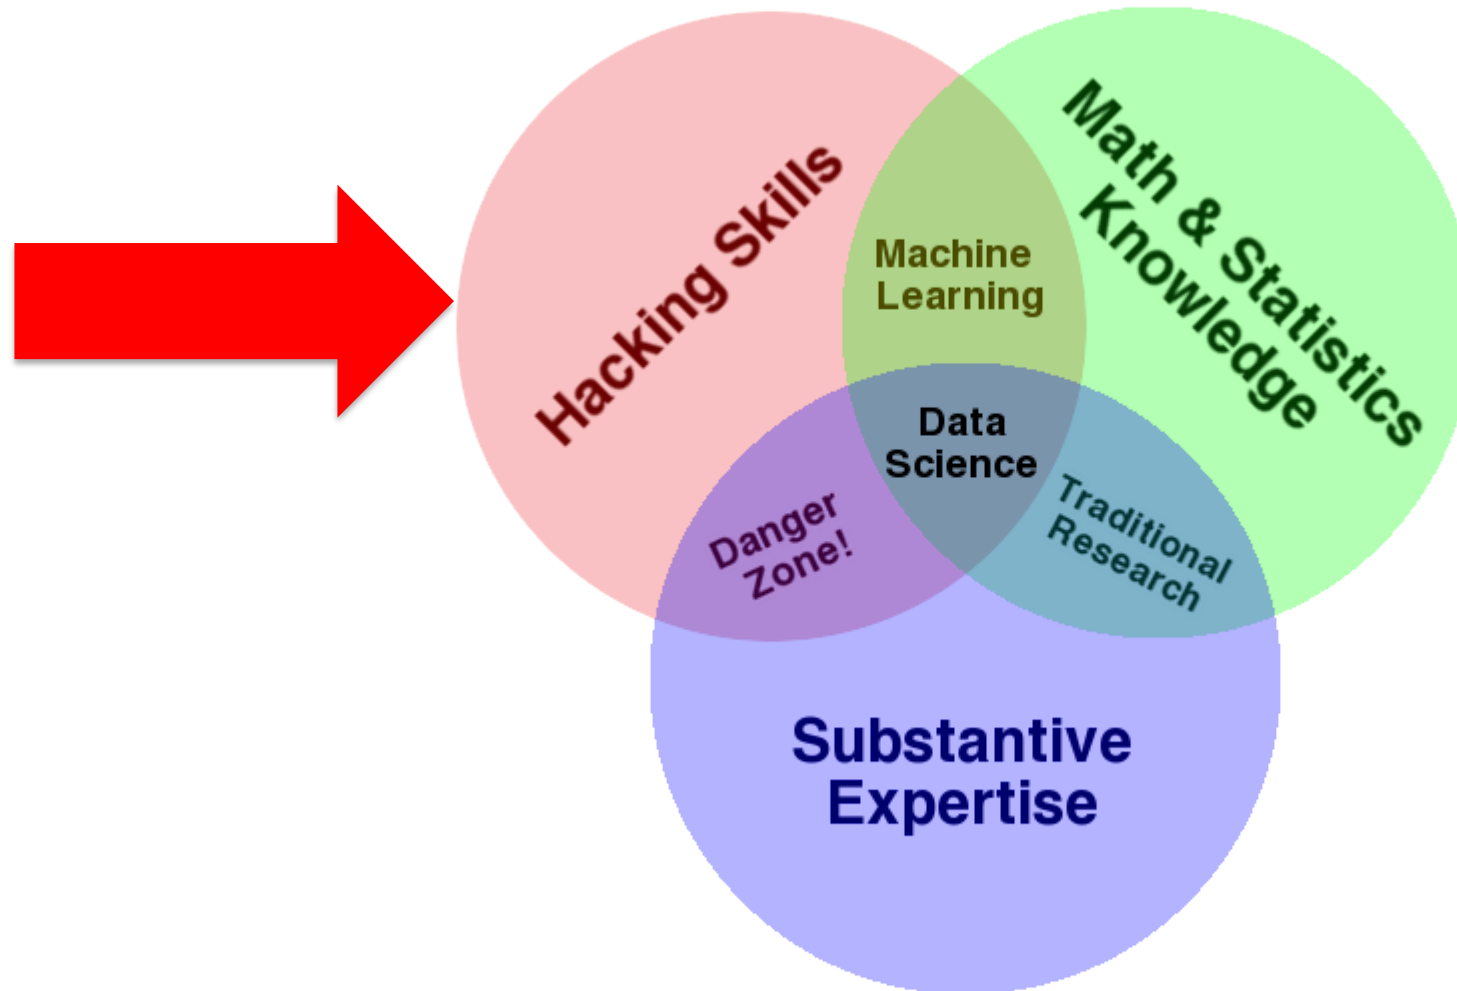 Hacking Skills
Math & Statistics
Knowledge
Machine
Learning
Data
Science
Danger
Zone!
Traditional
Research
Substantive
Expertise